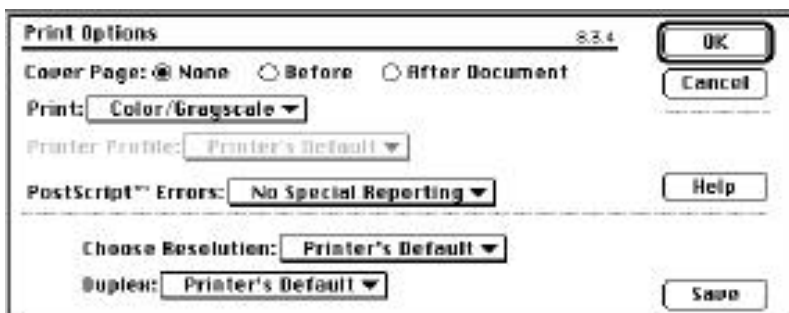 Print Options 8.3.4 OK
Cover Page: None Before After Document Cancel
Print: Color/Grayscale
Printer Profile: Printer's Default
PostScript™ Errors: No Special Reporting Help
Choose Resolution: Printer's Default
Duplex: Printer's Default Save